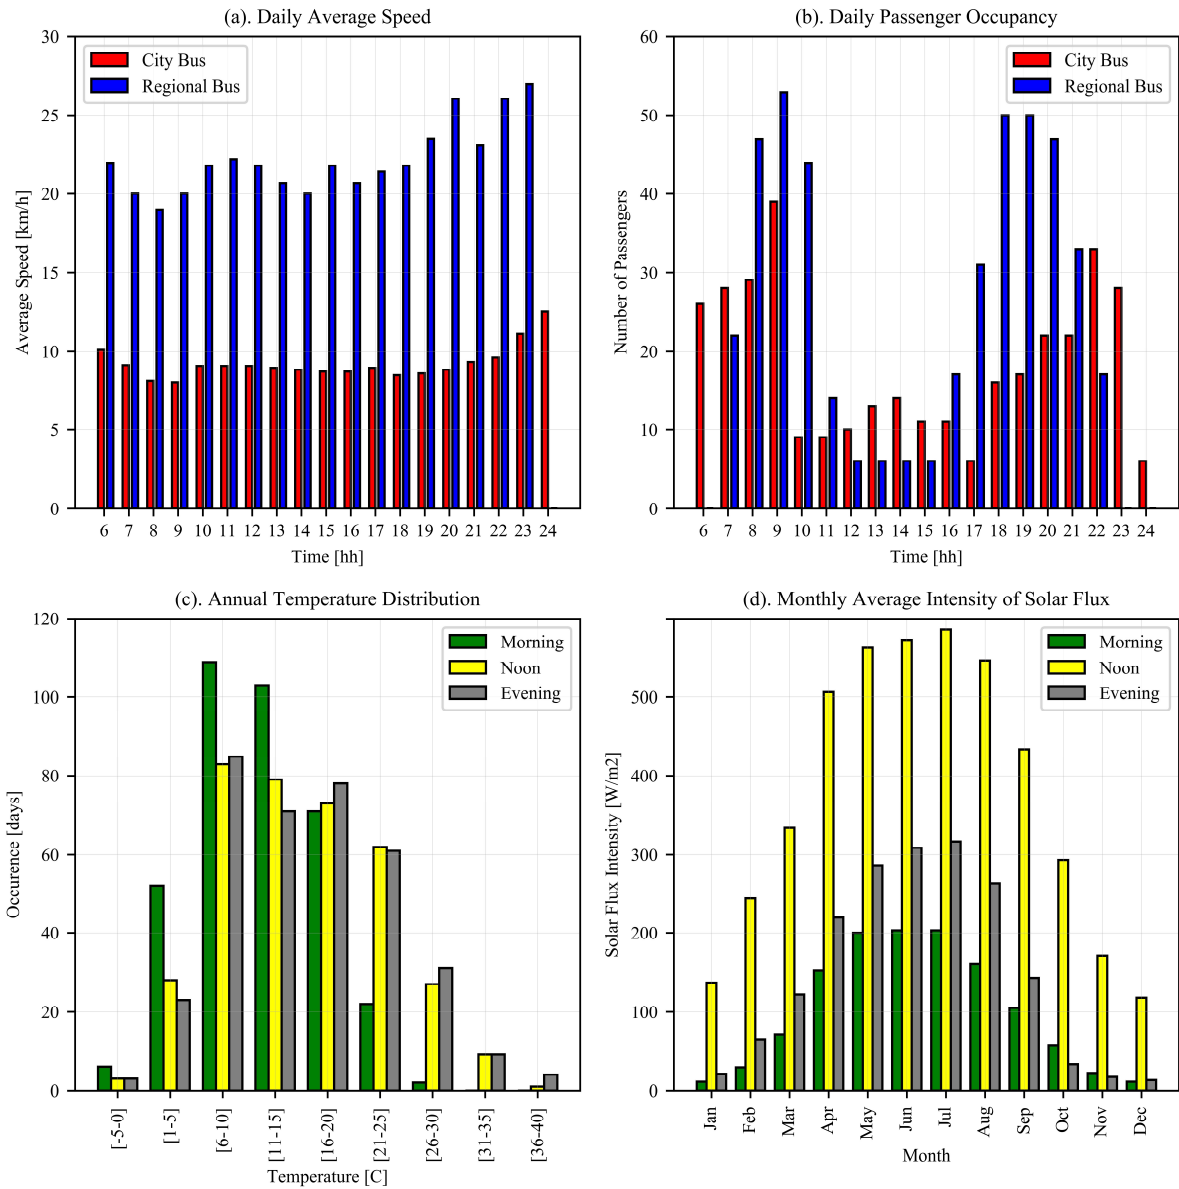 (a). Daily Average Speed
30
25
20
15
10
5
0
City Bus
Regional Bus
Average Speed [km/h]
6 7 8 9 10 11 12 13 14 15 16 17 18 19 20 21 22 23 24
Time [hh]
(b). Daily Passenger Occupancy
60
50
40
30
20
10
0
City Bus
Regional Bus
Number of Passengers
6 7 8 9 10 11 12 13 14 15 16 17 18 19 20 21 22 23 24
Time [hh]
(c). Annual Temperature Distribution
120
100
80
60
40
20
0
Morning
Noon
Evening
Occurence [days]
[-5-0] [1-5] [6-10] [11-15] [16-20] [21-25] [26-30] [31-35] [36-40]
Temperature [C]
(d). Monthly Average Intensity of Solar Flux
500
400
300
200
100
0
Morning
Noon
Evening
Solar Flux Intensity [W/m2]
Jan Feb Mar Apr May Jun Jul Aug Sep Oct Nov Dec
Month